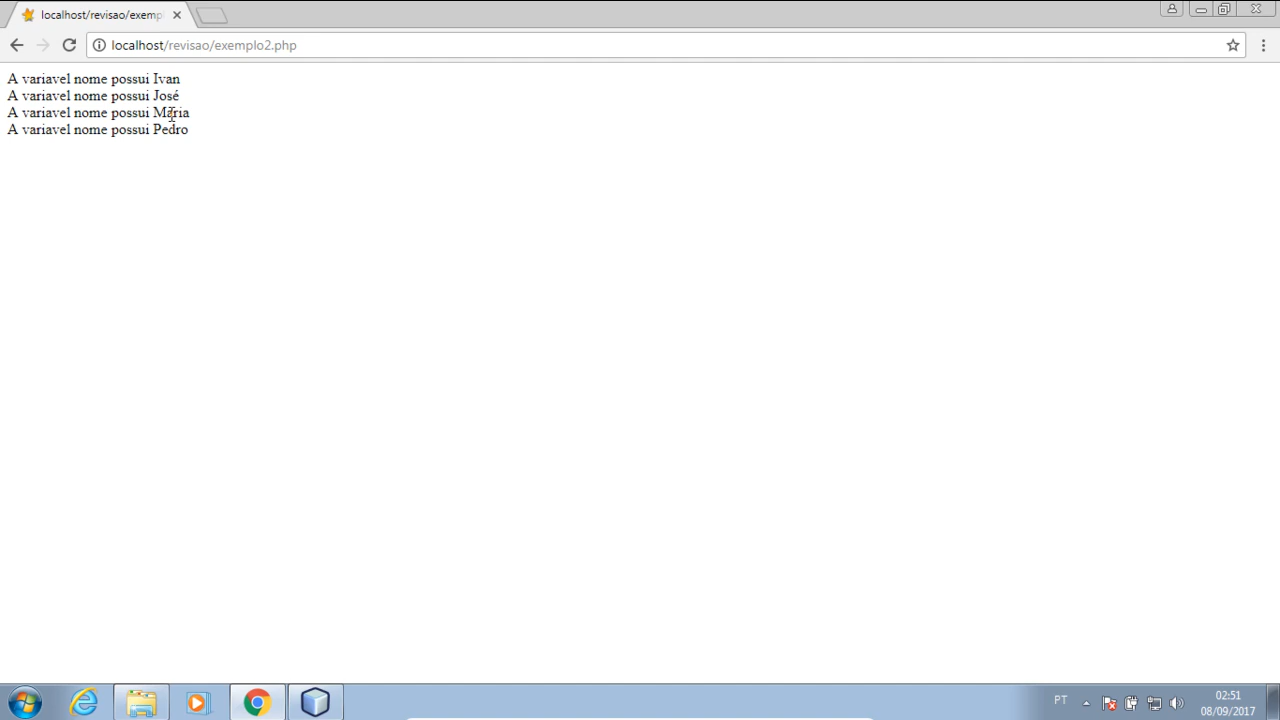 localhost/revisao/exemp
localhost/revisao/exemplo2.php
A variavel nome possui Ivan
A variavel nome possui José
A variavel nome possui Maria
A variavel nome possui Pedro
PT
02:51
08/09/2017